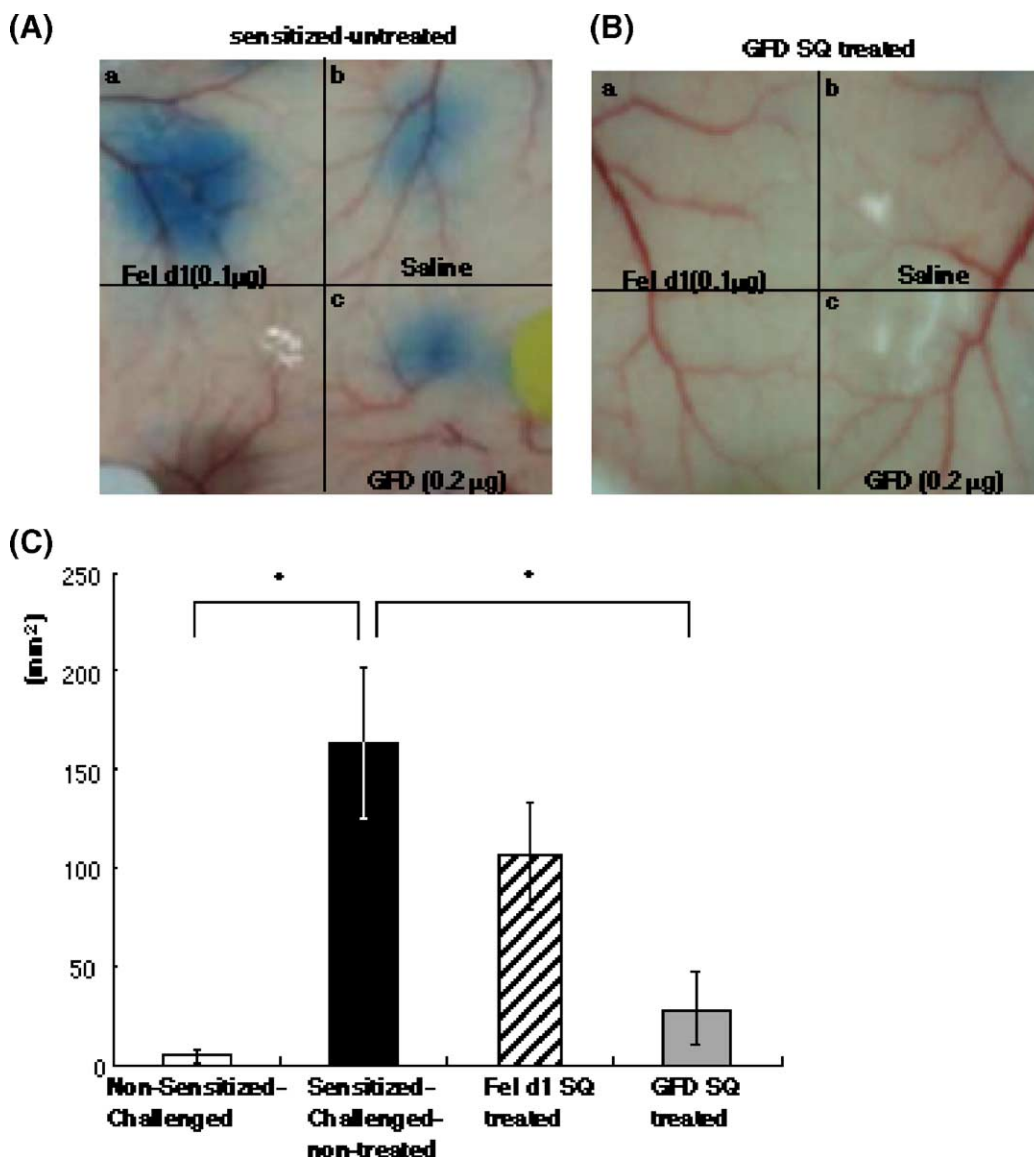 (A)
sensitized-untreated
a
b
Fel d1(0.1µg)
Saline
c
GFD (0.2 µg)
(B)
GFD SQ treated
a
b
Fel d1(0.1µg)
Saline
c
GFD (0.2 µg)
(C)
(mm²)
250
200
150
100
50
0
Non-Sensitized-
Challenged
Sensitized-
Challenged-
non-treated
Fel d1 SQ
treated
GFD SQ
treated